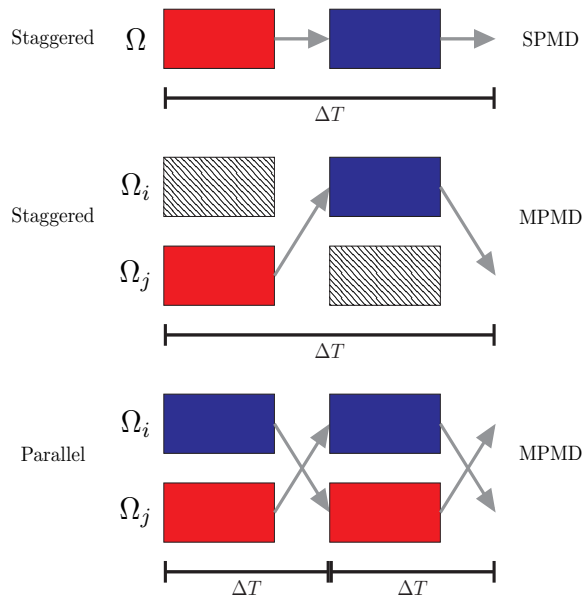 Staggered Ω SPMD
ΔT
Ω_i
Staggered MPMD
Ω_j
ΔT
Ω_i
Parallel MPMD
Ω_j
ΔT ΔT